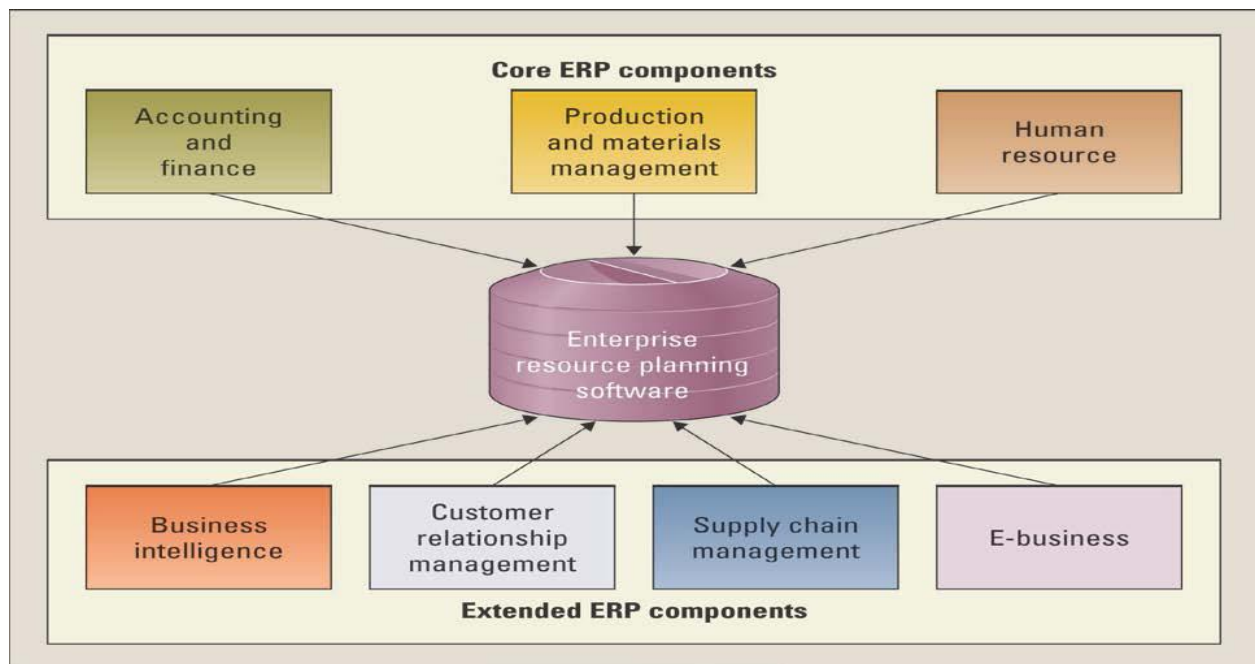 Core ERP components
Accounting
and
finance
Production
and materials
management
Human
resource
Enterprise
resource planning
software
Business
intelligence
Customer
relationship
management
Supply chain
management
E-business
Extended ERP components